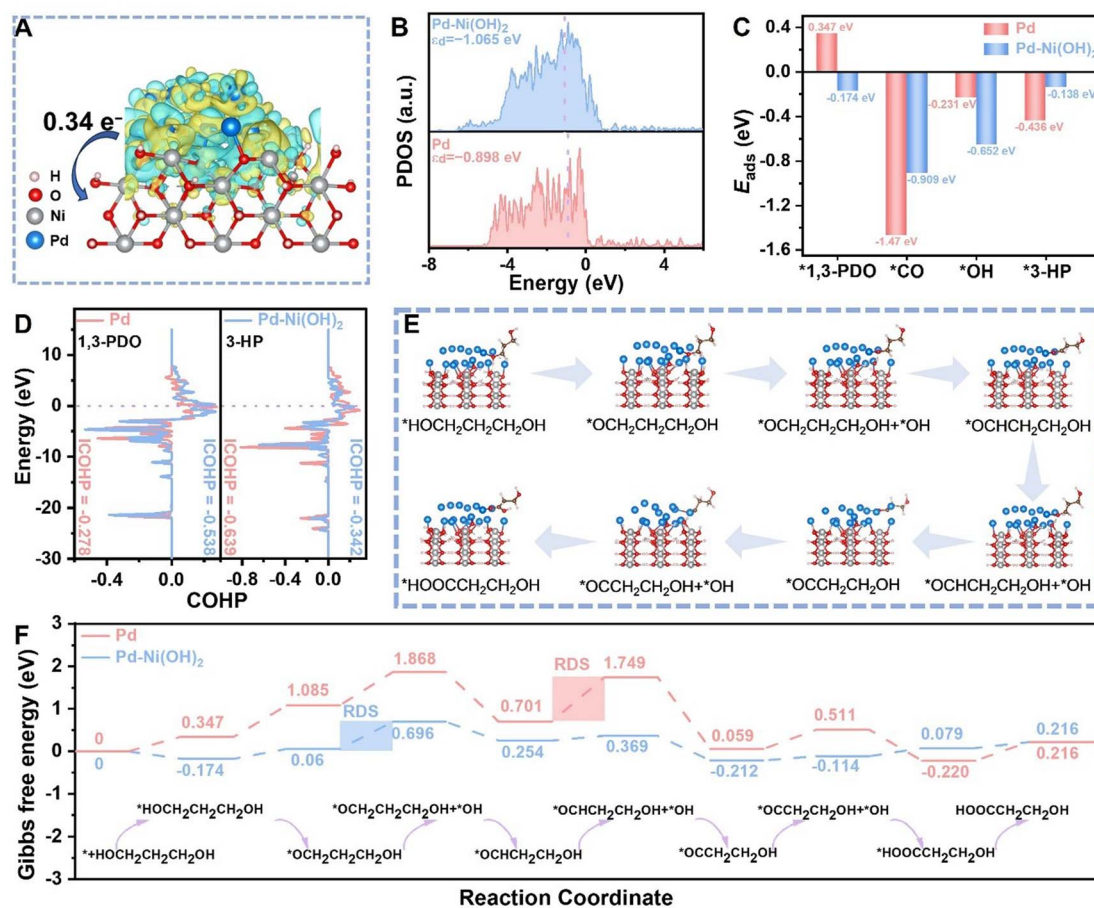 A
0.34 e⁻
H
O
Ni
Pd
B
Pd-Ni(OH)₂
εd=−1.065 eV
Pd
εd=−0.898 eV
PDOS (a.u.)
-8 -4 0 4
Energy (eV)
C
Pd
Pd-Ni(OH)₂
0.4
0.0
-0.4
-0.8
-1.2
-1.6
Eads (eV)
0.347 eV
-0.174 eV
-1.47 eV
-0.909 eV
-0.231 eV
-0.652 eV
-0.436 eV
-0.138 eV
*1,3-PDO *CO *OH *3-HP
D
Pd
Pd-Ni(OH)₂
1,3-PDO
3-HP
10
0
-10
-20
-30
Energy (eV)
ICOHP = -0.278
ICOHP = -0.538
ICOHP = -0.639
ICOHP = -0.342
-0.8 -0.4 0.0 -0.8 -0.4 0.0
COHP
E
*HOCH₂CH₂CH₂OH
*OCH₂CH₂CH₂OH
*OCH₂CH₂CH₂OH+*OH
*OCHCH₂CH₂OH
*HOOCCH₂CH₂OH
*OCCH₂CH₂OH+*OH
*OCCH₂CH₂OH
*OCHCH₂CH₂OH+*OH
F
Pd
Pd-Ni(OH)₂
3
2
1
0
-1
-2
-3
Gibbs free energy (eV)
0
0.347
1.085
1.868
0.701
RDS
1.749
0.059
0.511
-0.220
0.216
0
-0.174
0.06
RDS
0.696
0.254
0.369
-0.212
-0.114
0.079
0.216
*HOCH₂CH₂CH₂OH
*OCH₂CH₂CH₂OH+*OH
*OCHCH₂CH₂OH+*OH
*OCCH₂CH₂OH+*OH
HOOCCH₂CH₂OH
*+HOCH₂CH₂CH₂OH
*OCH₂CH₂CH₂OH
*OCHCH₂CH₂OH
*OCCH₂CH₂OH
*HOOCCH₂CH₂OH
Reaction Coordinate